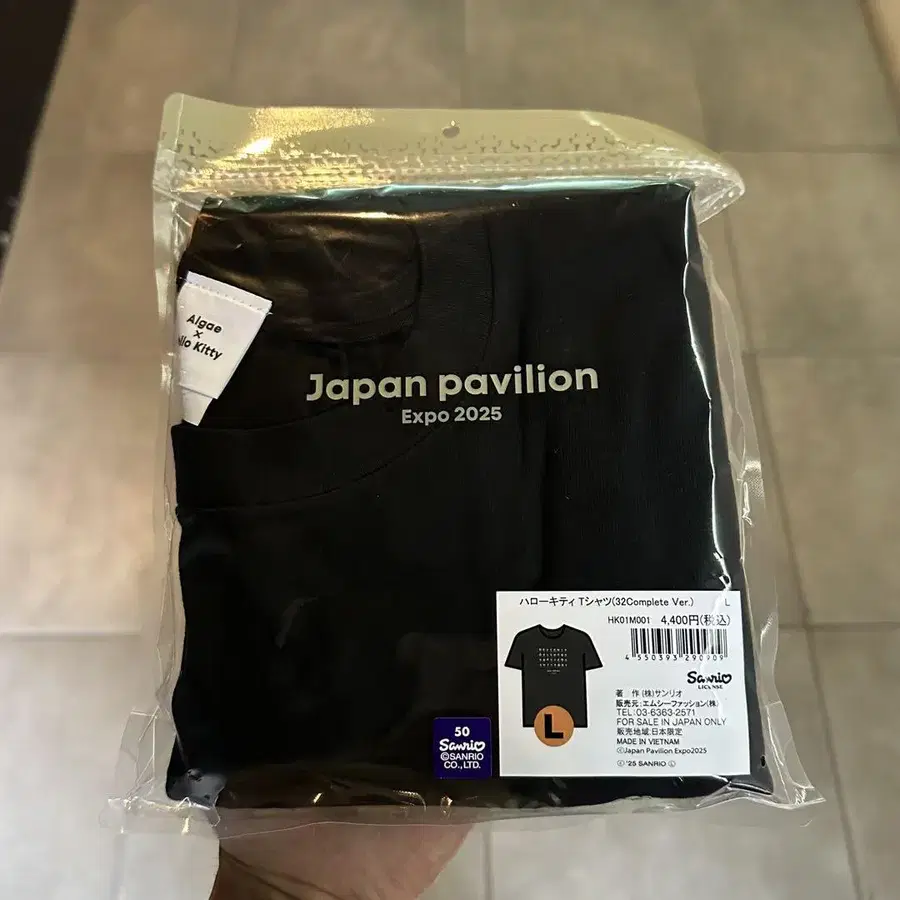 Algae
×
llo Kitty
Japan pavilion
Expo 2025
ハローキティ Tシャツ(32Complete Ver.) L
HK01M001 4,400円(税込)
4 550393 290909
Sanrio
LICENSE
著 作 (株)サンリオ
販売元:エムシーファッション(株)
TEL:03-6363-2571
FOR SALE IN JAPAN ONLY
販売地域:日本限定
MADE IN VIETNAM
©Japan Pavilion Expo2025
© '25 SANRIO Ⓛ
L
50
Sanrio
©SANRIO
CO.,LTD.